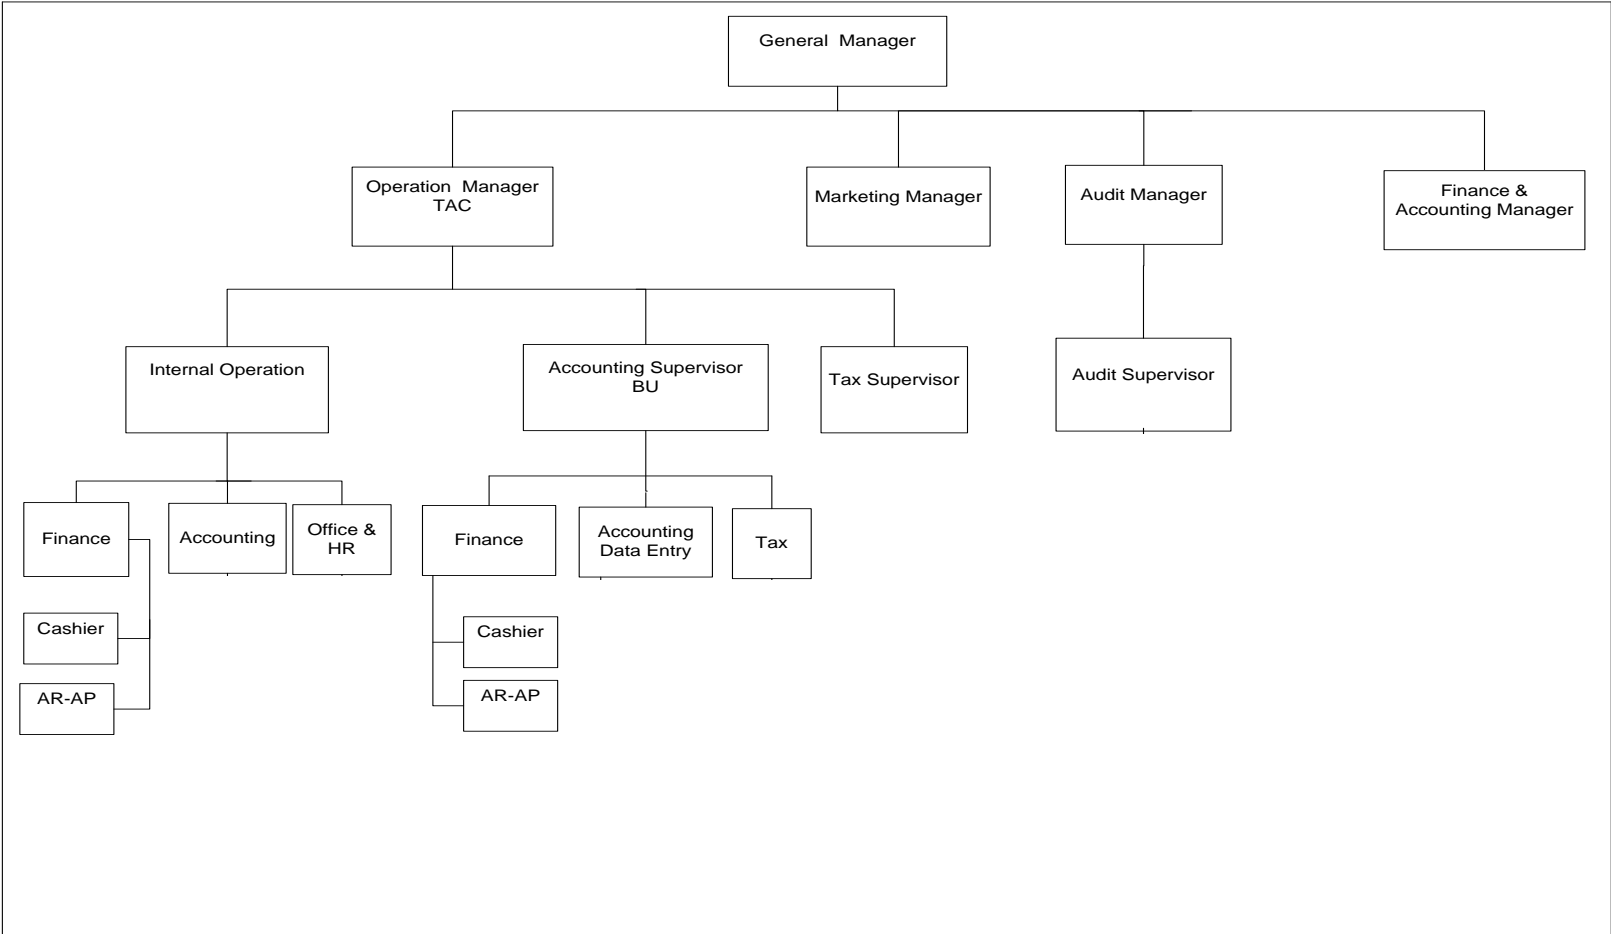 General Manager
Operation Manager
TAC
Marketing Manager
Audit Manager
Finance &
Accounting Manager
Internal Operation
Accounting Supervisor
BU
Tax Supervisor
Audit Supervisor
Finance
Accounting
Office &
HR
Finance
Accounting
Data Entry
Tax
Cashier
Cashier
AR-AP
AR-AP